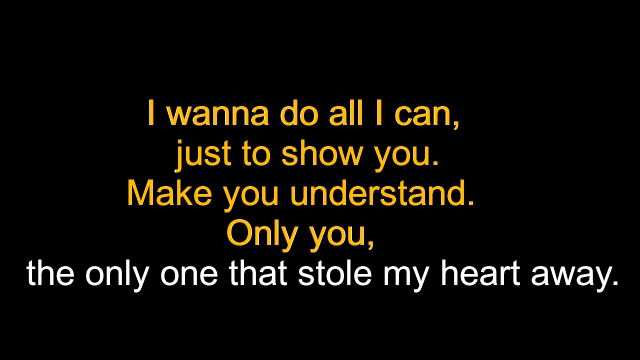 I wanna do all I can,
just to show you.
Make you understand.
Only you,
the only one that stole my heart away.